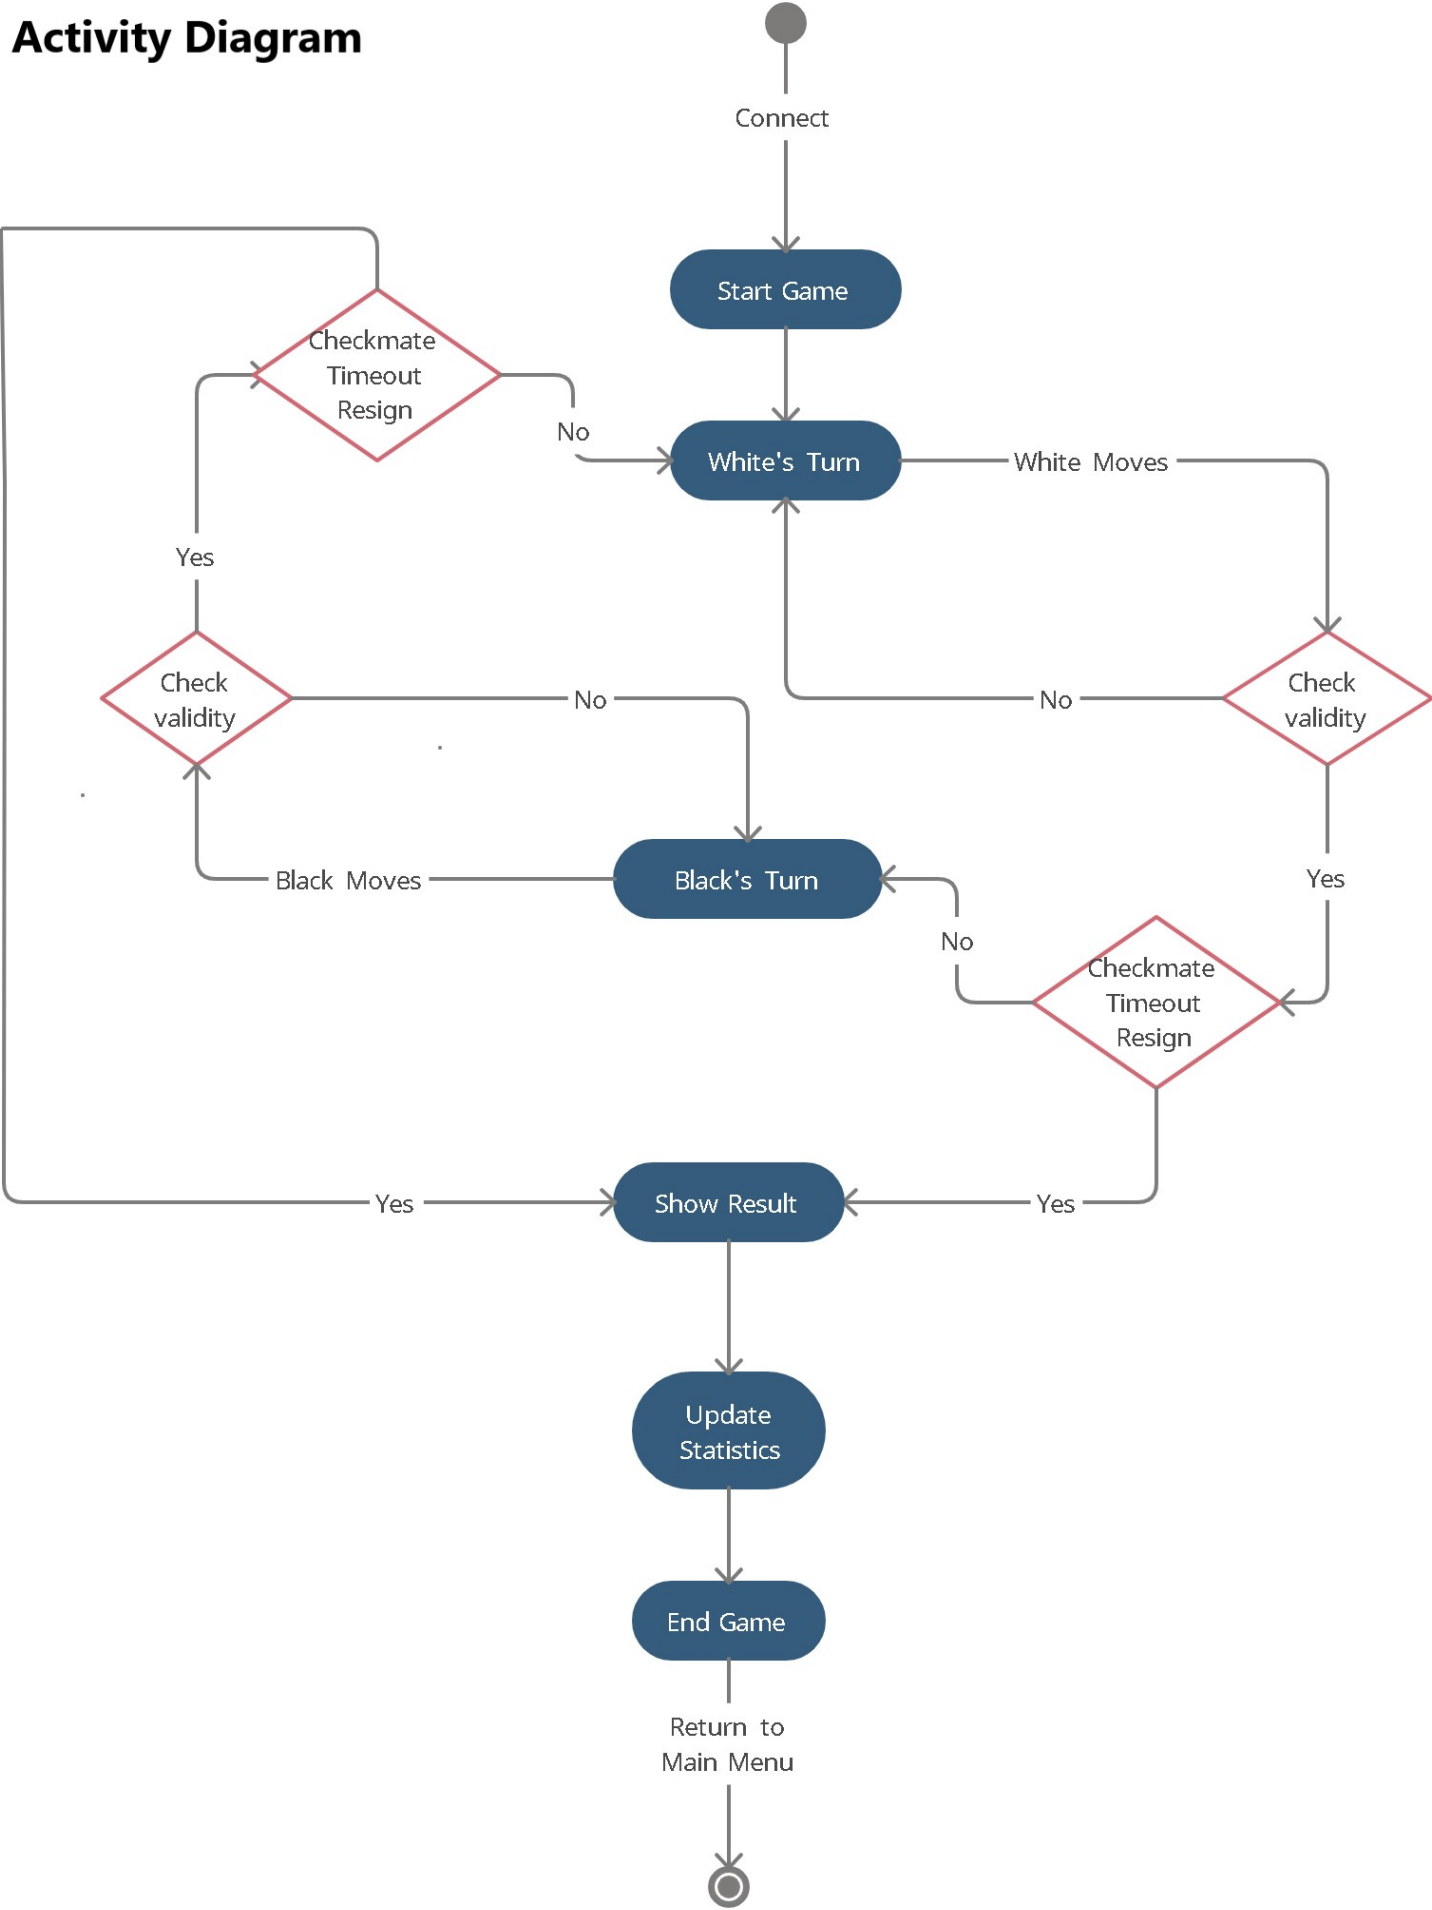 Activity Diagram
Connect
Start Game
Checkmate
Timeout
Resign
No
White's Turn
White Moves
Yes
Check
validity
No
No
Check
validity
Black Moves
Black's Turn
Yes
No
Checkmate
Timeout
Resign
Yes
Show Result
Yes
Update
Statistics
End Game
Return to
Main Menu